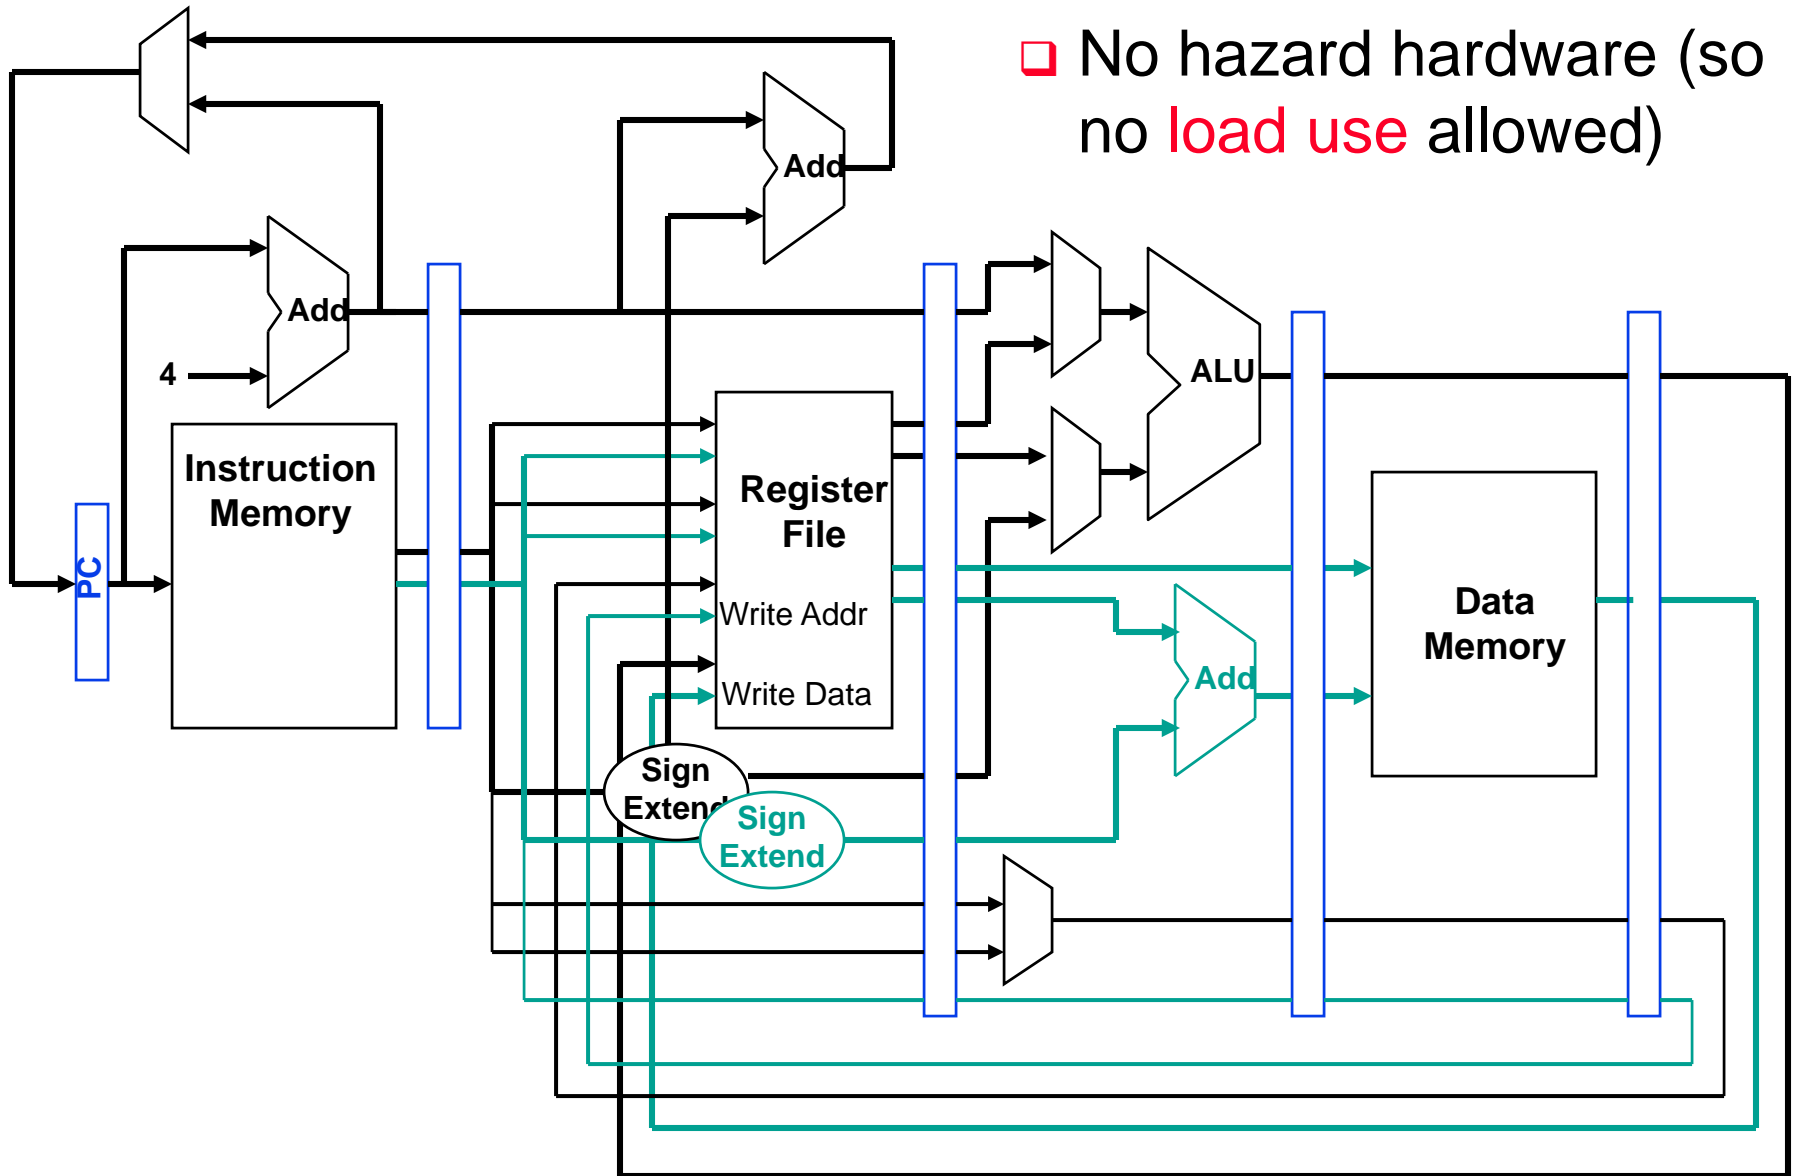 No hazard hardware (so
no load use allowed)
Add
Add
4
ALU
Instruction
Memory
PC
Register
File
Write Addr
Write Data
Data
Memory
Add
Sign
Extend
Sign
Extend